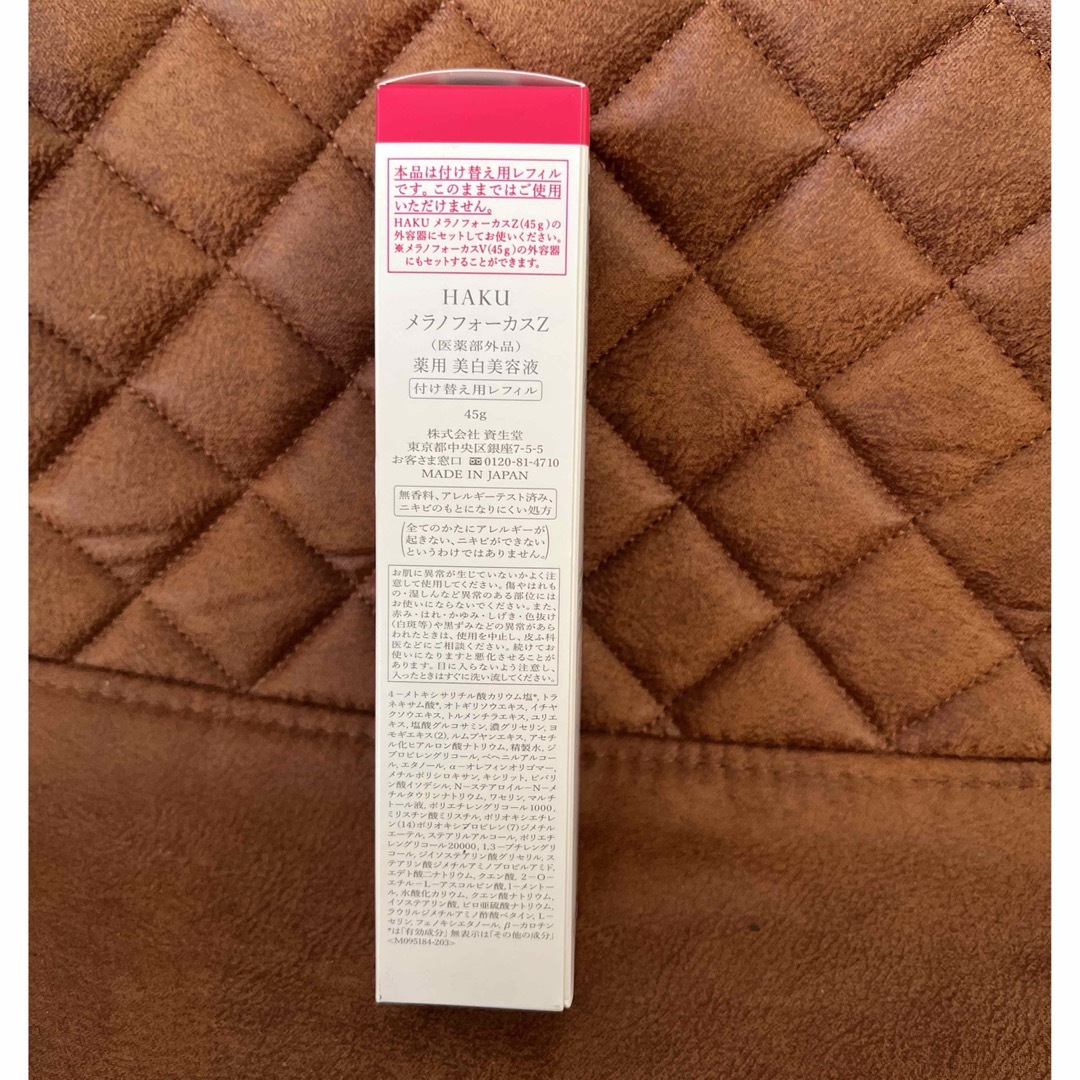 本品は付け替え用レフィル
です。このままではご使用
いただけません。
HAKU メラノフォーカスZ(45g)の
外容器にセットしてお使いください。
※メラノフォーカスV(45g)の外容器
にもセットすることができます。
HAKU
メラノフォーカスZ
(医薬部外品)
薬用 美白美容液
付け替え用レフィル
45g
株式会社 資生堂
東京都中央区銀座7-5-5
お客さま窓口 0120-81-4710
MADE IN JAPAN
無香料、アレルギーテスト済み、
ニキビのもとになりにくい処方
(全てのかたにアレルギーが
起きない、ニキビができない
というわけではありません。)
お肌に異常が生じていないかよく注
意して使用してください。傷やはれも
の・湿しんなど異常のある部位には
お使いにならないでください。また、
赤み・はれ・かゆみ・しげき・色抜け
(白斑等)や黒ずみなどの異常があら
われたときは、使用を中止し、皮ふ科
医などにご相談ください。続けてお
使いになりますと悪化させることが
あります。目に入らないよう注意し、
入ったときはすぐに洗い流してください。
4-メトキシサリチル酸カリウム塩*, トラ
ネキサム酸*, オトギリソウエキス, イチヤ
クソウエキス, トルメンチラエキス, ユリエ
キス, 塩酸グルコサミン, 濃グリセリン, ヨ
モギエキス(2), ルムプヤンエキス, アセチ
ル化ヒアルロン酸ナトリウム, 精製水, ジ
プロピレングリコール, ベヘニルアルコー
ル, エタノール, α-オレフィンオリゴマー,
メチルポリシロキサン, キシリット, ピバリ
ン酸イソデシル, N-ステアロイル-N-メ
チルタウリンナトリウム, ワセリン, マルチ
トール液, ポリエチレングリコール1000,
ミリスチン酸ミリスチル, ポリオキシエチレ
ン(14)ポリオキシプロピレン(7)ジメチル
エーテル, ステアリルアルコール, ポリエチ
レングリコール20000, 1,3-ブチレングリ
コール, ジイソステアリン酸グリセリル, ス
テアリン酸ジメチルアミノプロピルアミド,
エデト酸二ナトリウム, クエン酸, 2-O-
エチル-L-アスコルビン酸, l-メントー
ル, 水酸化カリウム, クエン酸ナトリウム,
イソステアリン酸, ピロ亜硫酸ナトリウム,
ラウリルジメチルアミノ酢酸ベタイン, L-
セリン, フェノキシエタノール, β-カロチン
*は「有効成分」無表示は「その他の成分」
<M095184-203>